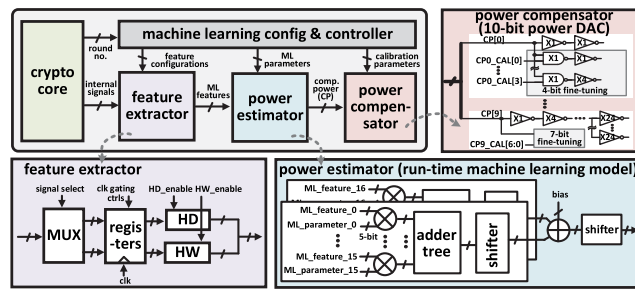 machine learning config & controller
round no.
feature configurations
ML parameters
calibration parameters
crypto core
internal signals
feature extractor
ML features
power estimator
comp. power (CP)
power compen-sator
power compensator
(10-bit power DAC)
CP[0]
X1
X1
CP0_CAL[0]
X1
X1
CP0_CAL[3]
X1
X4
4-bit fine-tuning
CP[9]
X1
X4
X24
7-bit fine-tuning
X24
CP9_CAL[6:0]
feature extractor
signal select
clk gating ctrls
HD_enable
HW_enable
MUX
regis-ters
HD
HW
clk
power estimator (run-time machine learning model)
ML_feature_16
ML_feature_0
ML_parameter_0
5-bit
ML_feature_15
ML_parameter_15
adder tree
shifter
bias
shifter